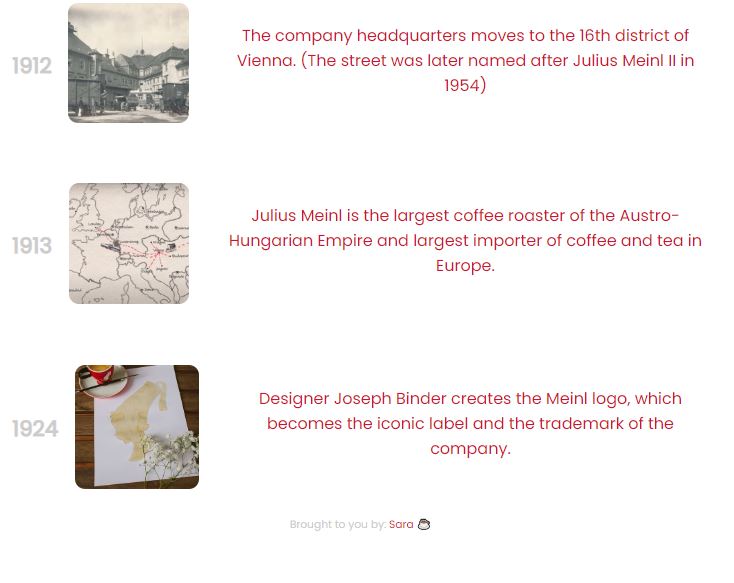 1912
The company headquarters moves to the 16th district of
Vienna. (The street was later named after Julius Meinl II in
1954)
1913
Julius Meinl is the largest coffee roaster of the Austro-
Hungarian Empire and largest importer of coffee and tea in
Europe.
1924
Designer Joseph Binder creates the Meinl logo, which
becomes the iconic label and the trademark of the
company.
Brought to you by: Sara